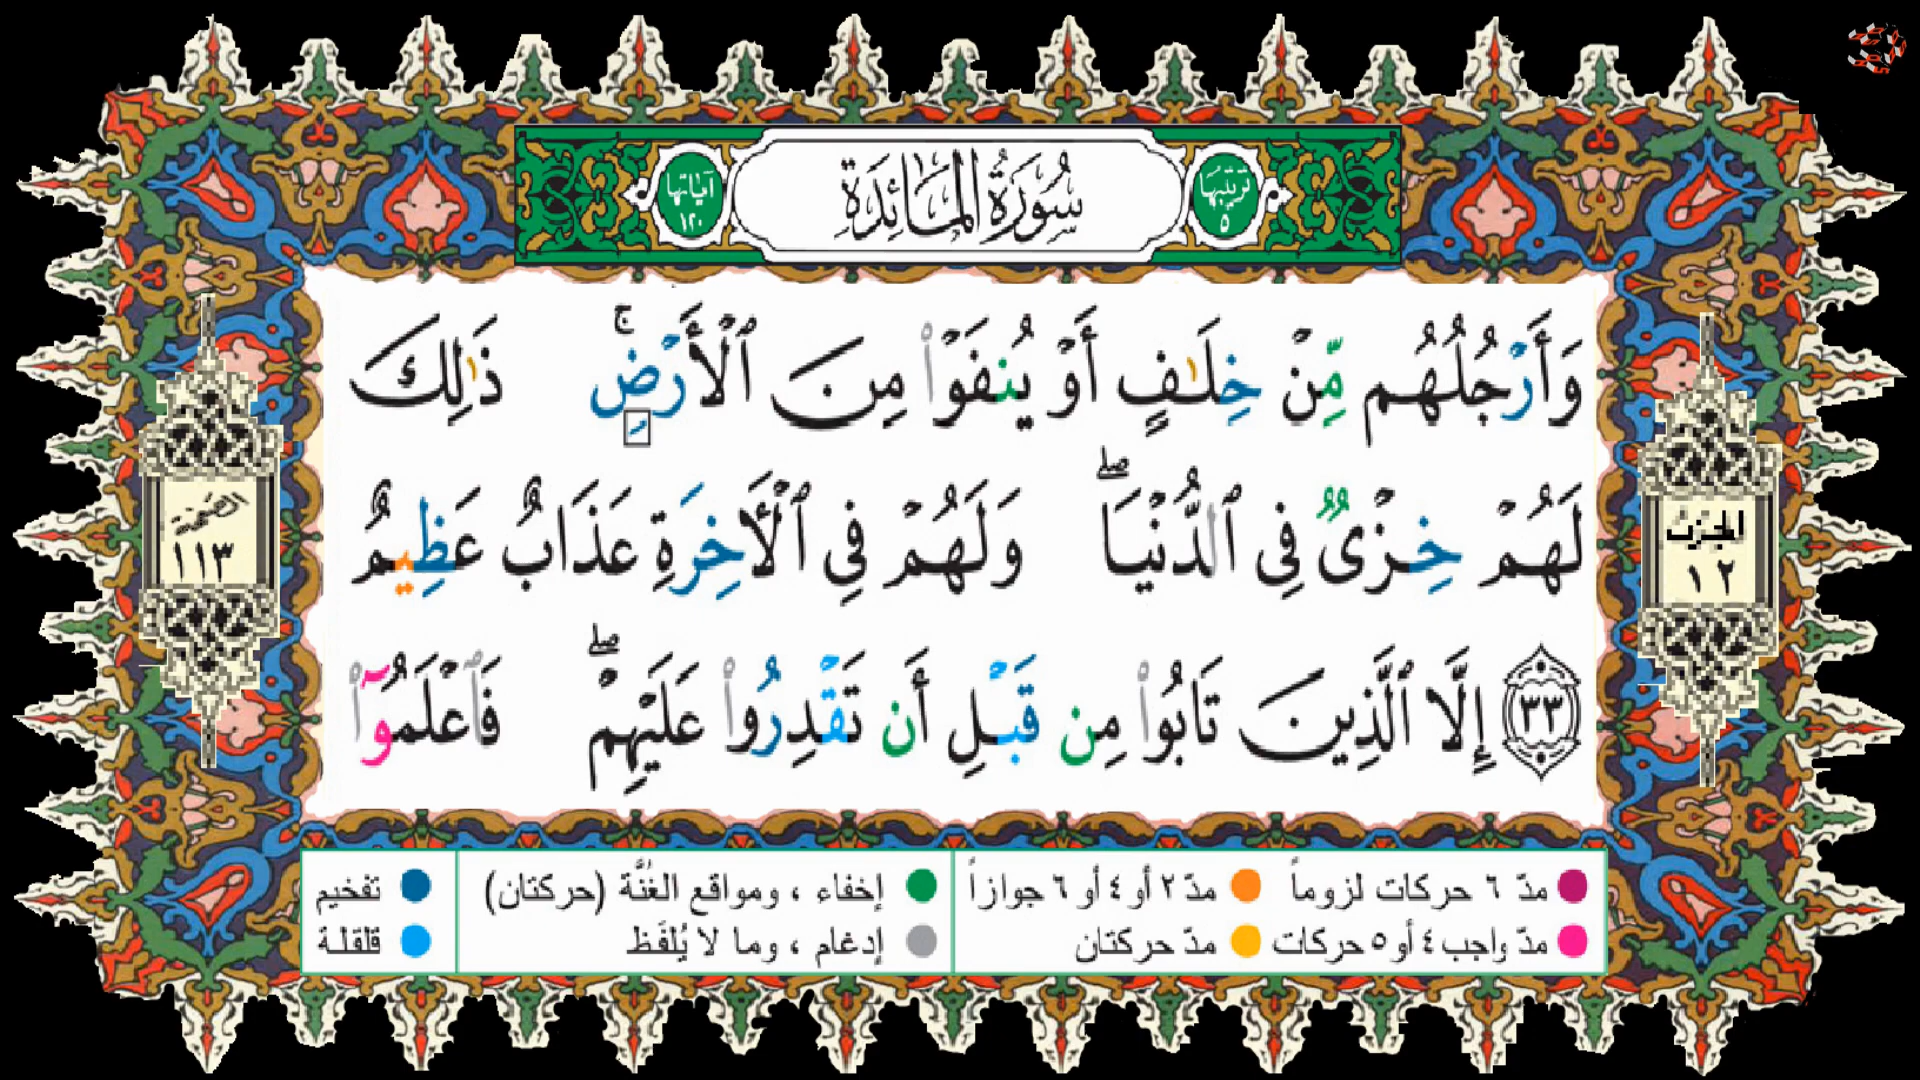 سُورَةُ المَائِدَةِ
ترتيبها
٥
آياتها
١٢٠
وَأَرۡجُلُهُم مِّنۡ خِلَـٰفٍ أَوۡ يُنفَوۡا۟ مِنَ ٱلۡأَرۡضِۚ ذَٰلِكَ
لَهُمۡ خِزۡىٌ فِى ٱلدُّنۡيَاۖ وَلَهُمۡ فِى ٱلۡأَخِرَةِ عَذَابٌ عَظِيمٌ
٣٣ إِلَّا ٱلَّذِينَ تَابُوا۟ مِن قَبۡلِ أَن تَقۡدِرُوا۟ عَلَيۡهِمۡۖ فَٱعۡلَمُوٓا۟
الحزب
١٢
الصفحة
١١٣
مدّ ٦ حركات لزوماً مدّ ٢ أو ٤ أو ٦ جوازاً
مدّ واجب ٤ أو ٥ حركات مدّ حركتان
إخفاء ، ومواقع الغُنَّة (حركتان)
إدغام ، وما لا يُلفَظ
تفخيم
قلقلة